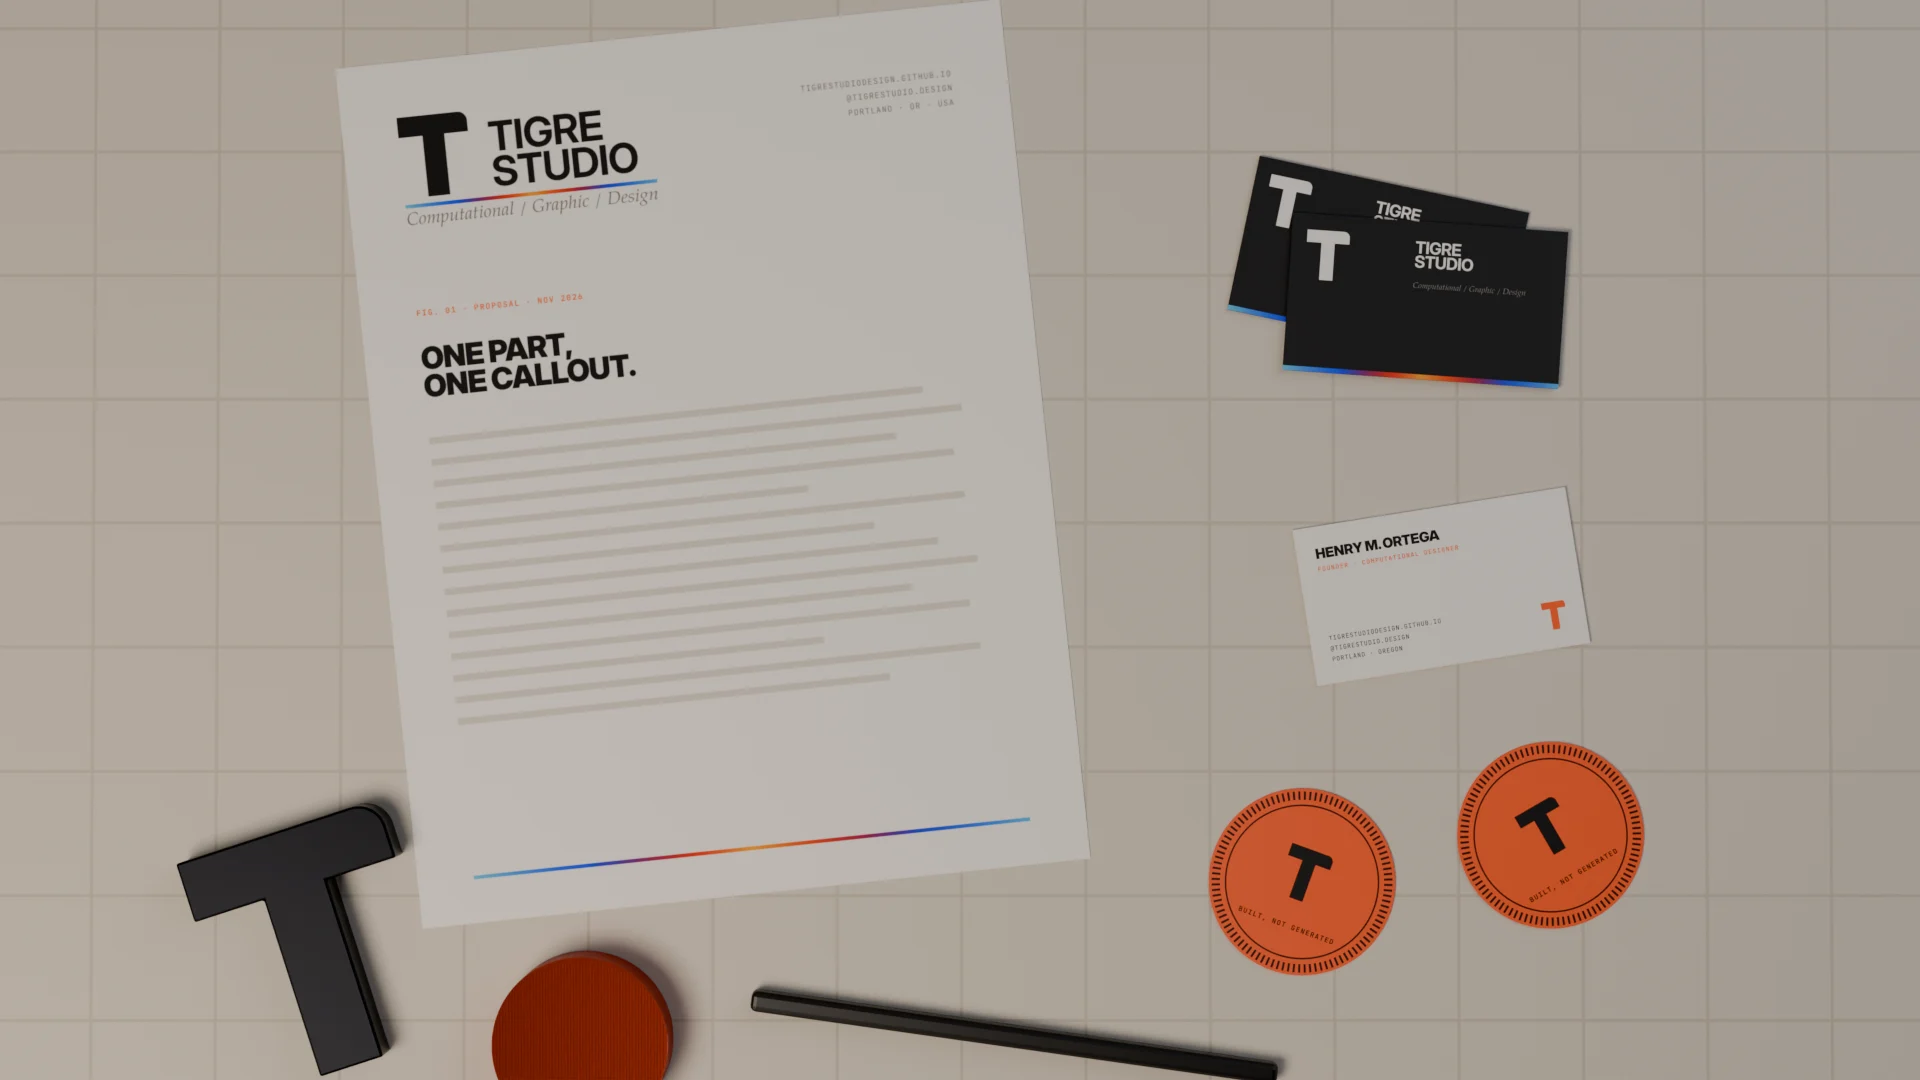 TIGRESTUDIODESIGN.GITHUB.IO
@TIGRESTUDIO.DESIGN
PORTLAND · OR · USA
T
TIGRE
STUDIO
Computational / Graphic / Design
FIG. 01 · PROPOSAL · NOV 2026
ONE PART,
ONE CALLOUT.
T
TIGRE
T
TIGRE
STUDIO
Computational / Graphic / Design
HENRY M. ORTEGA
FOUNDER · COMPUTATIONAL DESIGNER
TIGRESTUDIODESIGN.GITHUB.IO
@TIGRESTUDIO.DESIGN
PORTLAND · OREGON
T
T
BUILT, NOT GENERATED
T
BUILT, NOT GENERATED
T